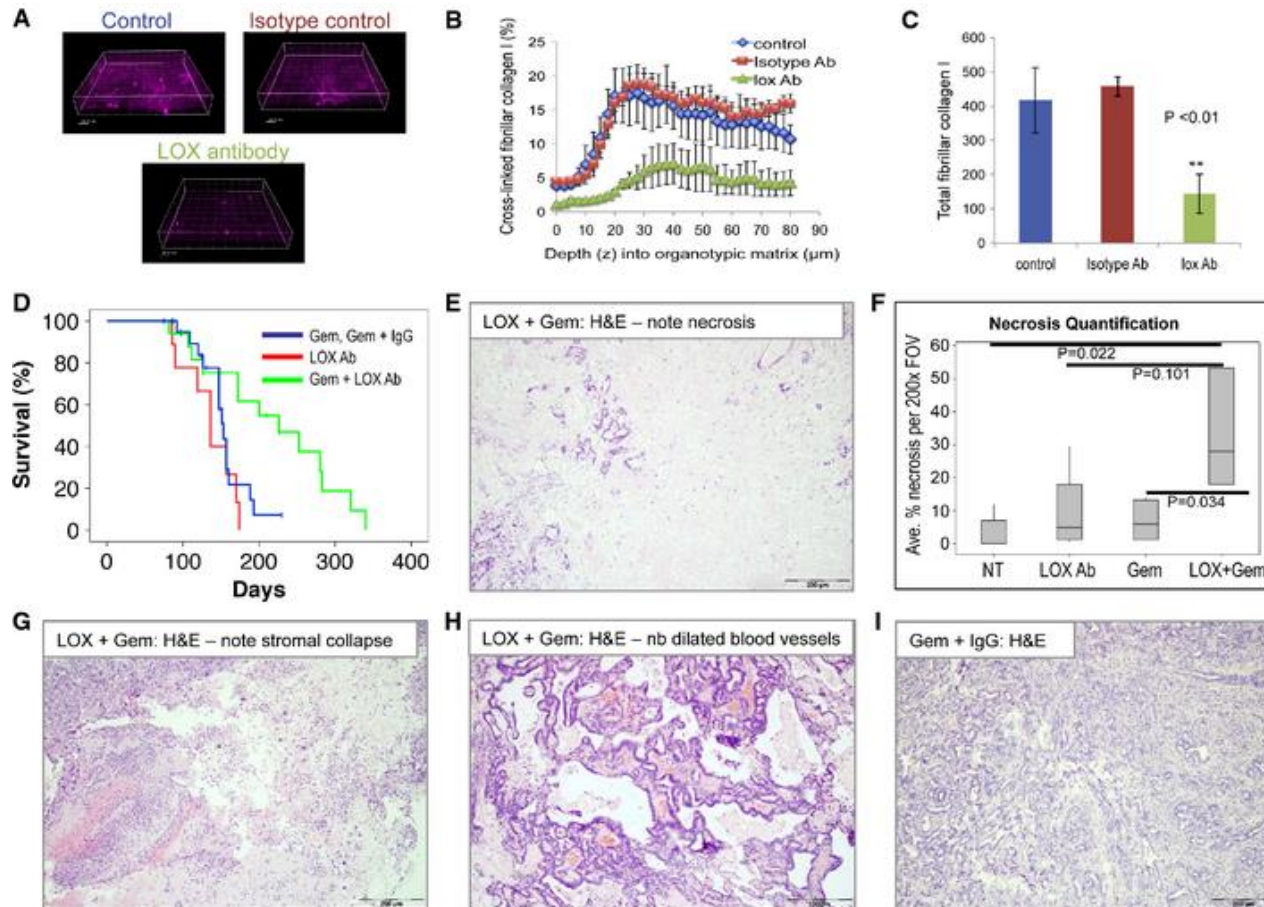 A
Control
Isotype control
LOX antibody
B
Cross-linked fibrillar collagen I (%)
25
20
15
10
5
0
control
Isotype Ab
lox Ab
0 10 20 30 40 50 60 70 80 90
Depth (z) into organotypic matrix (µm)
C
Total fibrillar collagen I
600
500
400
300
200
100
0
P <0.01
**
control Isotype Ab lox Ab
D
Survival (%)
100
80
60
40
20
0
Gem, Gem + IgG
LOX Ab
Gem + LOX Ab
0 100 200 300 400
Days
E
LOX + Gem: H&E – note necrosis
F
Necrosis Quantification
Ave. % necrosis per 200x FOV
60
50
40
30
20
10
0
P=0.022
P=0.101
P=0.034
NT LOX Ab Gem LOX+Gem
G
LOX + Gem: H&E – note stromal collapse
H
LOX + Gem: H&E – nb dilated blood vessels
I
Gem + IgG: H&E